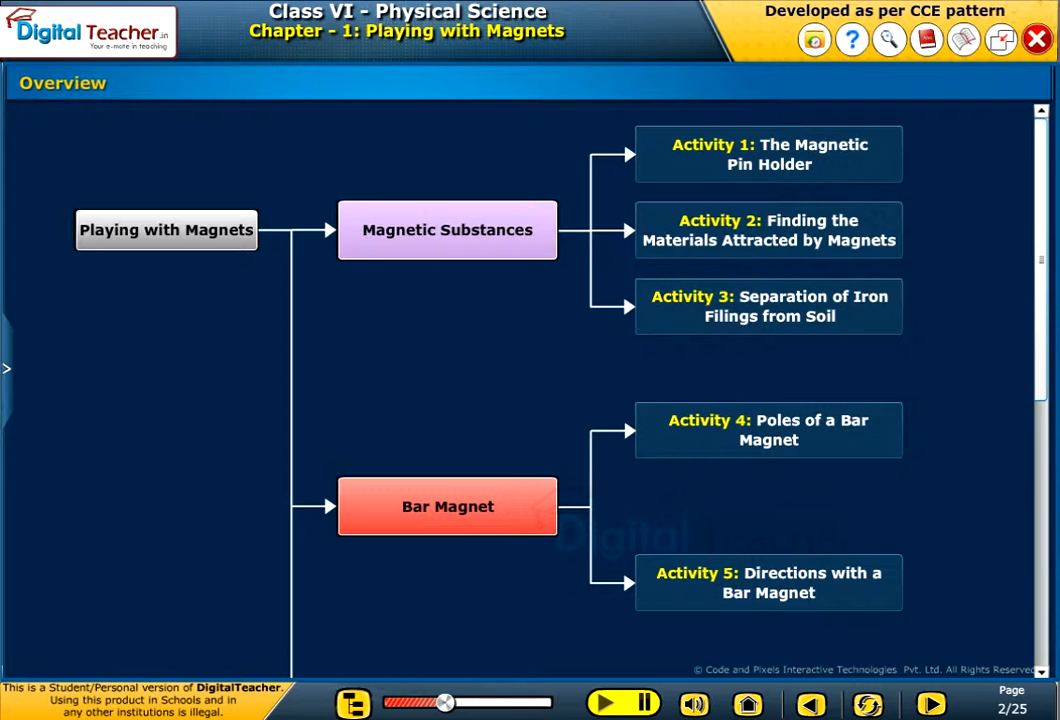 Digital Teacher.in
Your e-mate in teaching
Class VI - Physical Science
Chapter - 1: Playing with Magnets
Developed as per CCE pattern
?
Overview
Playing with Magnets
Magnetic Substances
Activity 1: The Magnetic
Pin Holder
Activity 2: Finding the
Materials Attracted by Magnets
Activity 3: Separation of Iron
Filings from Soil
>
Bar Magnet
Activity 4: Poles of a Bar
Magnet
Digital
Activity 5: Directions with a
Bar Magnet
© Code and Pixels Interactive Technologies Pvt. Ltd. All Rights Reserved.
This is a Student/Personal version of DigitalTeacher.
Using this product in Schools and in
any other institutions is illegal.
Page
2/25